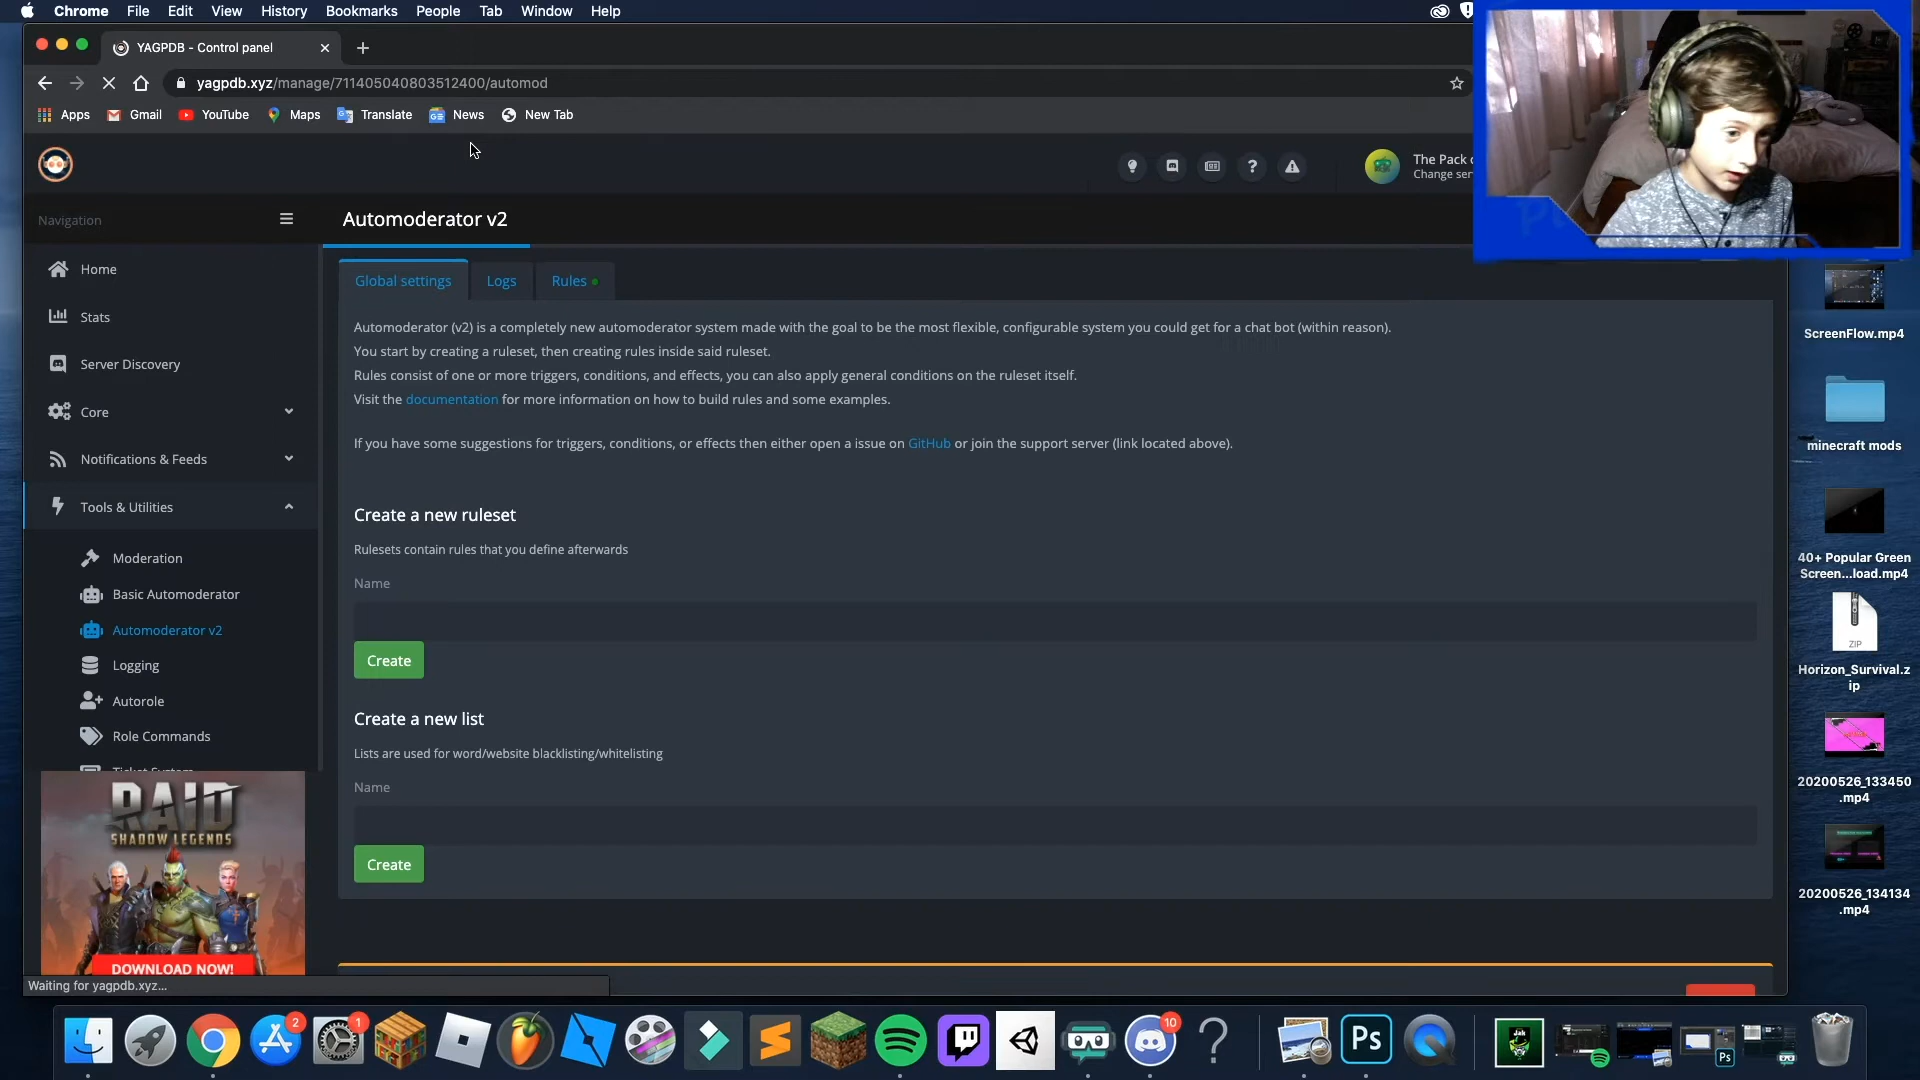 Chrome File Edit View History Bookmarks People Tab Window Help
YAGPDB - Control panel
yagpdb.xyz/manage/711405040803512400/automod
Apps Gmail YouTube Maps Translate News New Tab
The Pack
Change
Navigation
Automoderator v2
Home
Stats
Server Discovery
Core
Notifications & Feeds
Tools & Utilities
Moderation
Basic Automoderator
Automoderator v2
Logging
Autorole
Role Commands
Global settings Logs Rules
Automoderator (v2) is a completely new automoderator system made with the goal to be the most flexible, configurable system you could get for a chat bot (within reason).
You start by creating a ruleset, then creating rules inside said ruleset.
Rules consist of one or more triggers, conditions, and effects, you can also apply general conditions on the ruleset itself.
Visit the documentation for more information on how to build rules and some examples.
If you have some suggestions for triggers, conditions, or effects then either open a issue on GitHub or join the support server (link located above).
Create a new ruleset
Rulesets contain rules that you define afterwards
Name
Create
Create a new list
Lists are used for word/website blacklisting/whitelisting
Name
Create
RAID
SHADOW LEGENDS
DOWNLOAD NOW!
Waiting for yagpdb.xyz...
ScreenFlow.mp4
minecraft mods
40+ Popular Green
Screen...load.mp4
ZIP
Horizon_Survival.z
ip
20200526_133450
.mp4
20200526_134134
.mp4
2
1
10
Ps
Ps